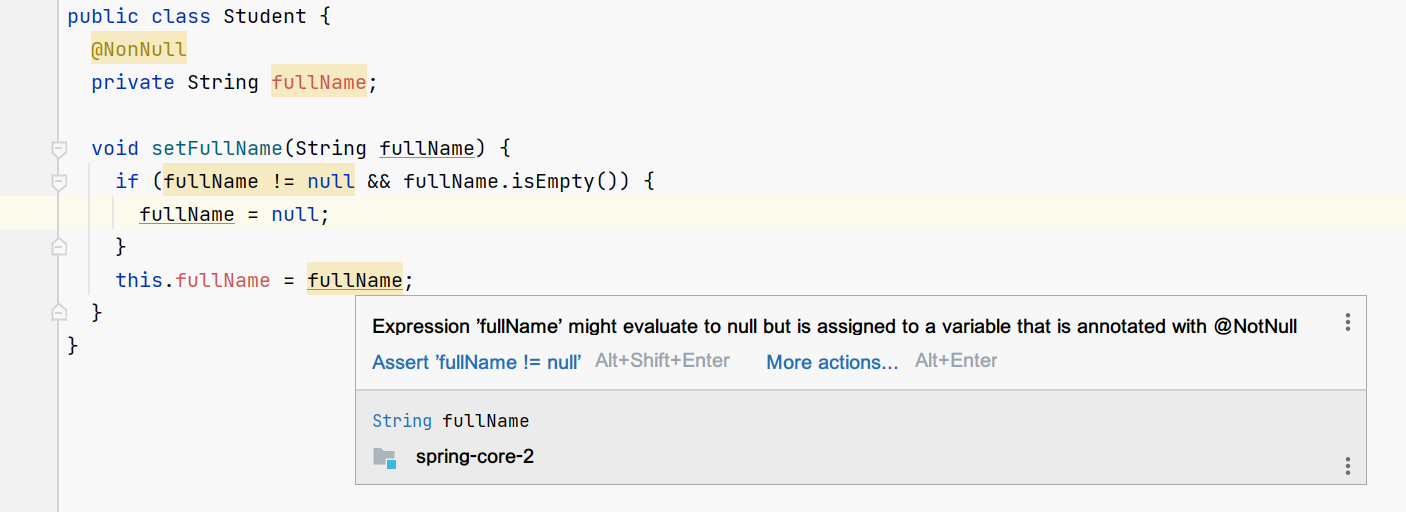 public class Student {
@NonNull
private String fullName;
void setFullName(String fullName) {
if (fullName != null && fullName.isEmpty()) {
fullName = null;
}
this.fullName = fullName;
}
}
Expression ’fullName’ might evaluate to null but is assigned to a variable that is annotated with @NotNull
Assert ’fullName != null’ Alt+Shift+Enter More actions... Alt+Enter
String fullName
spring-core-2